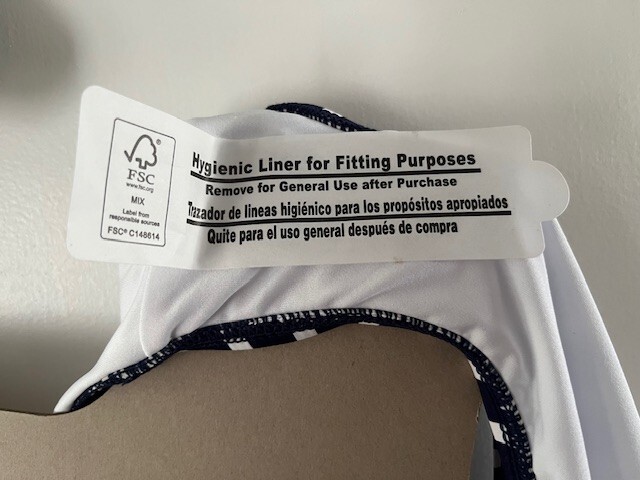 FSC
www.fsc.org
MIX
Label from
responsible sources
FSC® C148614
Hygienic Liner for Fitting Purposes
Remove for General Use after Purchase
Trazador de lineas higiénico para los propósitos apropiados
Quite para el uso general después de compra